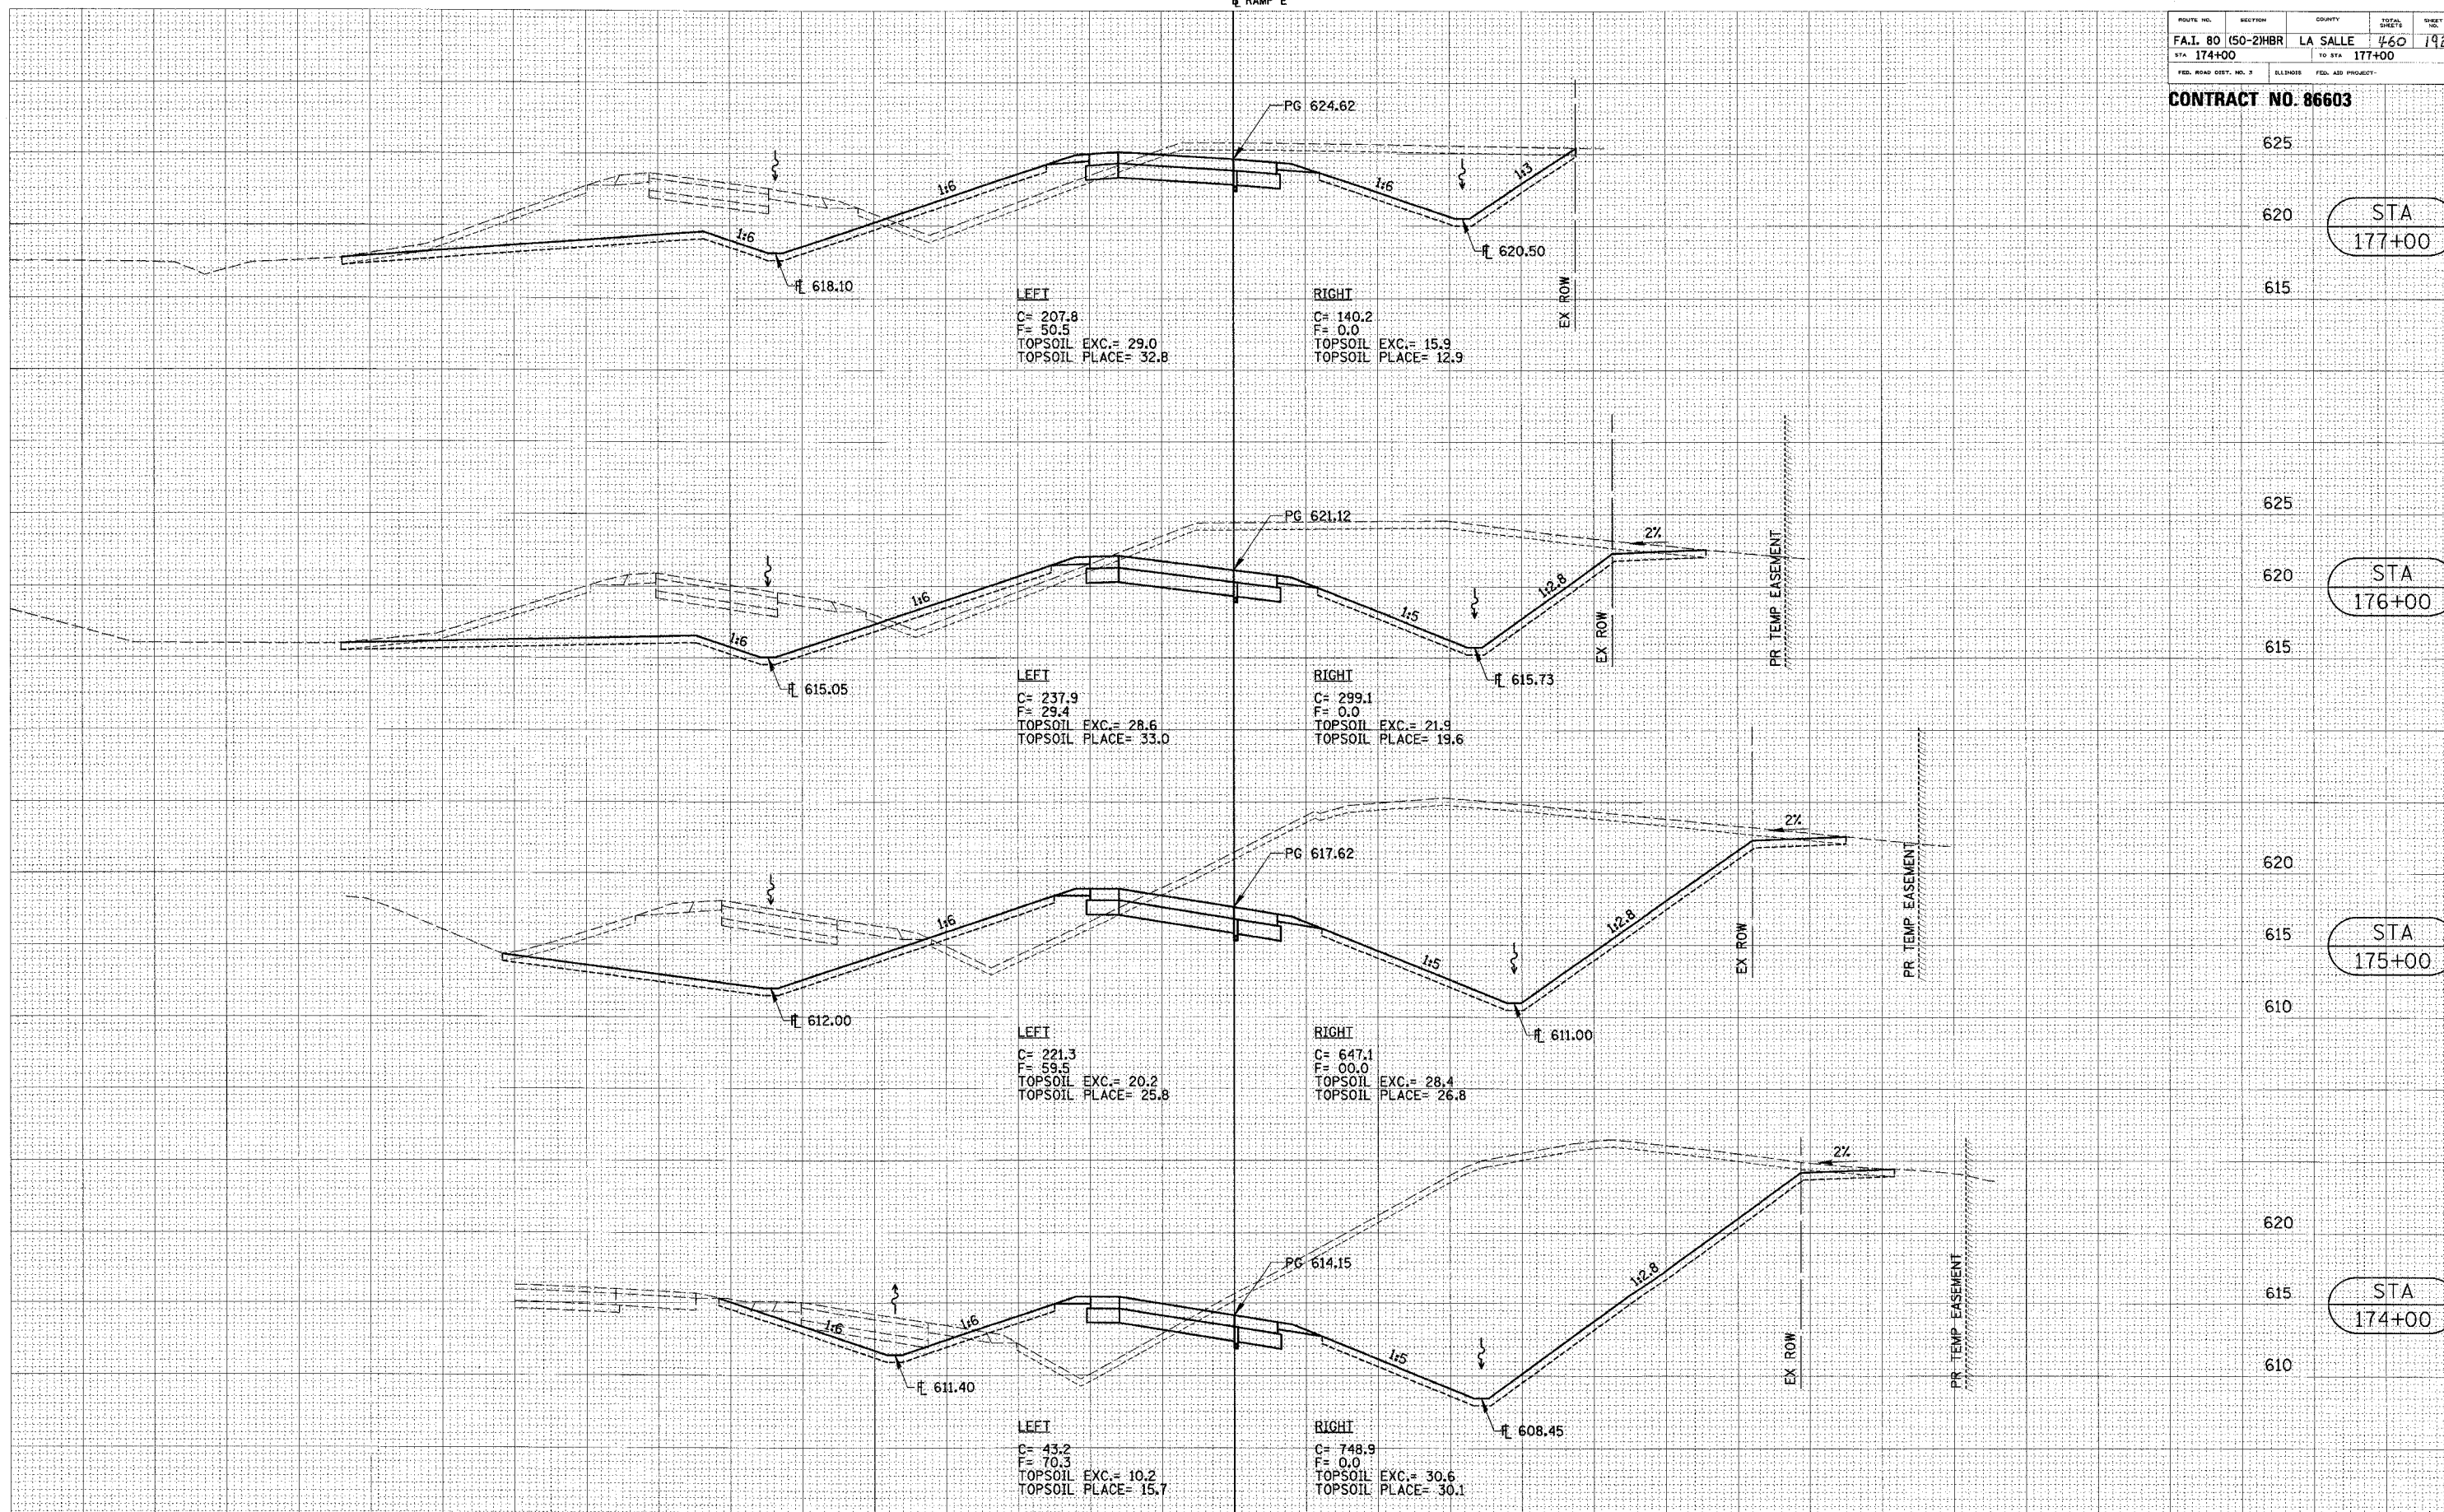 ℄ RAMP E
ROUTE NO. SECTION COUNTY TOTAL SHEETS SHEET NO.
F.A.I. 80 (50-2)HBR LA SALLE 460 192
STA 174+00 TO STA 177+00
FED. ROAD DIST. NO. 3 ILLINOIS FED. AID PROJECT-
CONTRACT NO. 86603
PG 624.62
625
1:6
1:6
1:6
1:3
620
STA
177+00
FL 620.50
FL 618.10
615
EX ROW
LEFT
C= 207.8
F= 50.5
TOPSOIL EXC.= 29.0
TOPSOIL PLACE= 32.8
RIGHT
C= 140.2
F= 0.0
TOPSOIL EXC.= 15.9
TOPSOIL PLACE= 12.9
PG 621.12
625
2%
1:6
1:6
1:5
1:2.8
620
STA
176+00
EX ROW
PR TEMP EASEMENT
615
FL 615.05
FL 615.73
LEFT
C= 237.9
F= 29.4
TOPSOIL EXC.= 28.6
TOPSOIL PLACE= 33.0
RIGHT
C= 299.1
F= 0.0
TOPSOIL EXC.= 21.9
TOPSOIL PLACE= 19.6
2%
PG 617.62
620
1:6
1:5
1:2.8
615
STA
175+00
EX ROW
PR TEMP EASEMENT
610
FL 612.00
FL 611.00
LEFT
C= 221.3
F= 59.5
TOPSOIL EXC.= 20.2
TOPSOIL PLACE= 25.8
RIGHT
C= 647.1
F= 00.0
TOPSOIL EXC.= 28.4
TOPSOIL PLACE= 26.8
2%
620
PG 614.15
1:6
1:6
1:5
1:2.8
615
STA
174+00
EX ROW
PR TEMP EASEMENT
610
FL 611.40
FL 608.45
LEFT
C= 43.2
F= 70.3
TOPSOIL EXC.= 10.2
TOPSOIL PLACE= 15.7
RIGHT
C= 748.9
F= 0.0
TOPSOIL EXC.= 30.6
TOPSOIL PLACE= 30.1